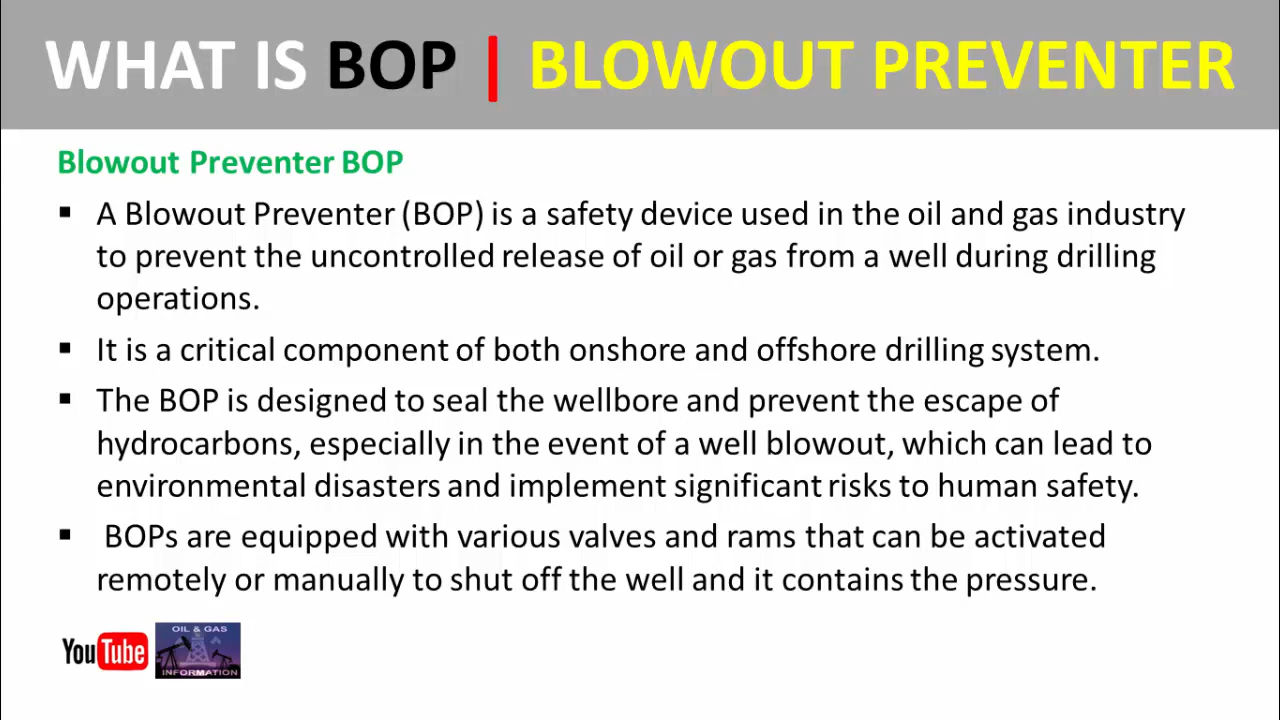 WHAT IS BOP | BLOWOUT PREVENTER
Blowout Preventer BOP
▪ A Blowout Preventer (BOP) is a safety device used in the oil and gas industry
to prevent the uncontrolled release of oil or gas from a well during drilling
operations.
▪ It is a critical component of both onshore and offshore drilling system.
▪ The BOP is designed to seal the wellbore and prevent the escape of
hydrocarbons, especially in the event of a well blowout, which can lead to
environmental disasters and implement significant risks to human safety.
▪ BOPs are equipped with various valves and rams that can be activated
remotely or manually to shut off the well and it contains the pressure.
YouTube
OIL & GAS
INFORMATION